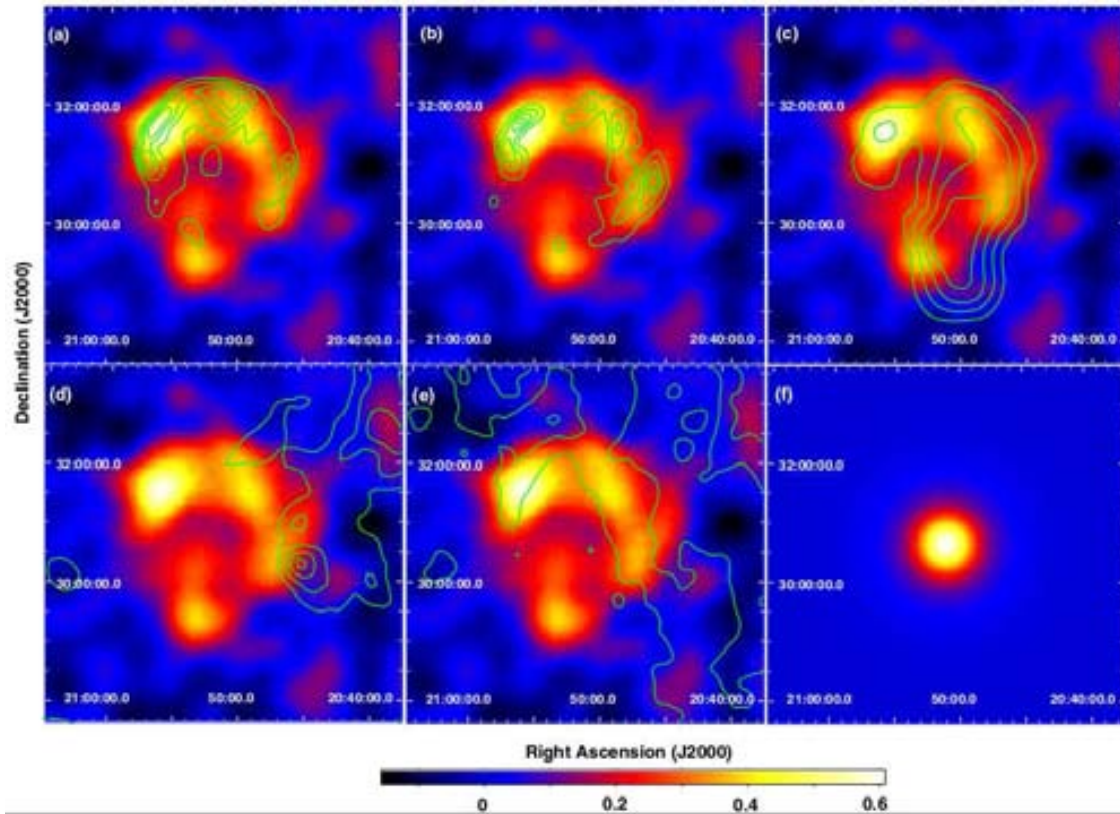 (a) (b) (c)
32:00:00.0 32:00:00.0 32:00:00.0
30:00:00.0 30:00:00.0 30:00:00.0
21:00:00.0 50:00.0 20:40:00.0 21:00:00.0 50:00.0 20:40:00.0 21:00:00.0 50:00.0 20:40:00.0
Declination (J2000)
(d) (e) (f)
32:00:00.0 32:00:00.0 32:00:00.0
30:00:00.0 30:00:00.0 30:00:00.0
21:00:00.0 50:00.0 20:40:00.0 21:00:00.0 50:00.0 20:40:00.0 21:00:00.0 50:00.0 20:40:00.0
Right Ascension (J2000)
0 0.2 0.4 0.6